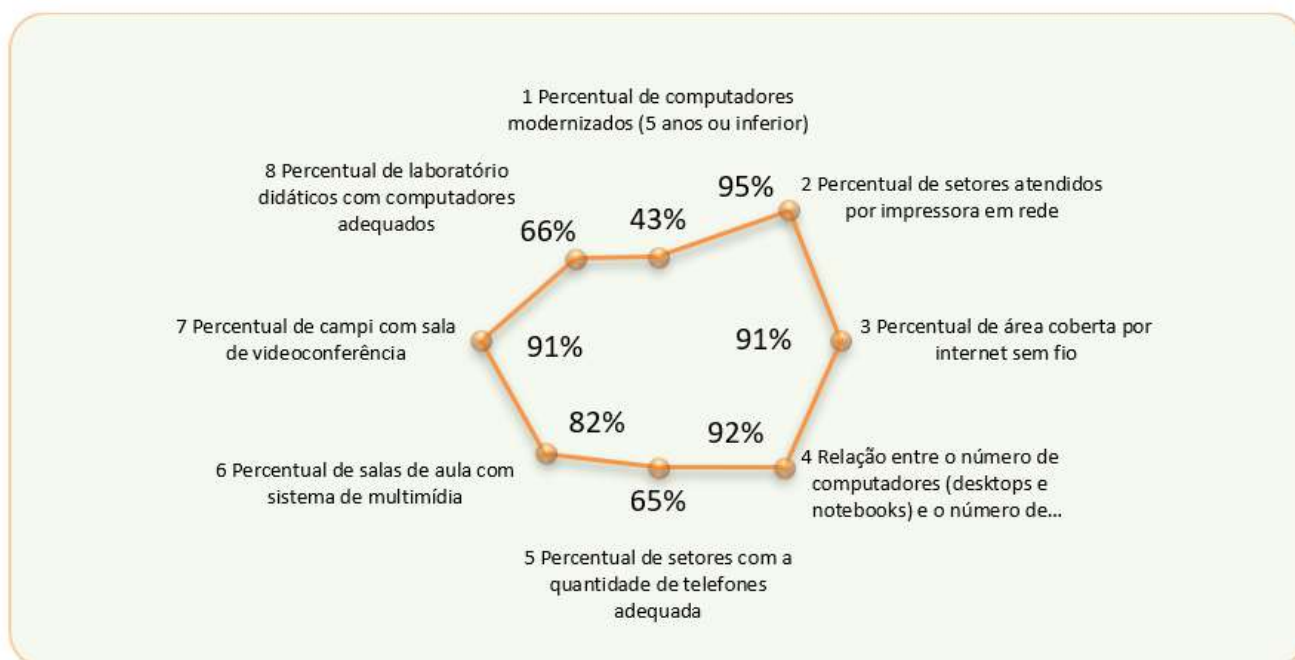 1 Percentual de computadores
modernizados (5 anos ou inferior)
8 Percentual de laboratório
didáticos com computadores
adequados
95%
2 Percentual de setores atendidos
por impressora em rede
66%
43%
7 Percentual de campi com sala
de videoconferência
91%
91%
3 Percentual de área coberta por
internet sem fio
82%
92%
6 Percentual de salas de aula com
sistema de multimídia
65%
4 Relação entre o número de
computadores (desktops e
notebooks) e o número de...
5 Percentual de setores com a
quantidade de telefones
adequada